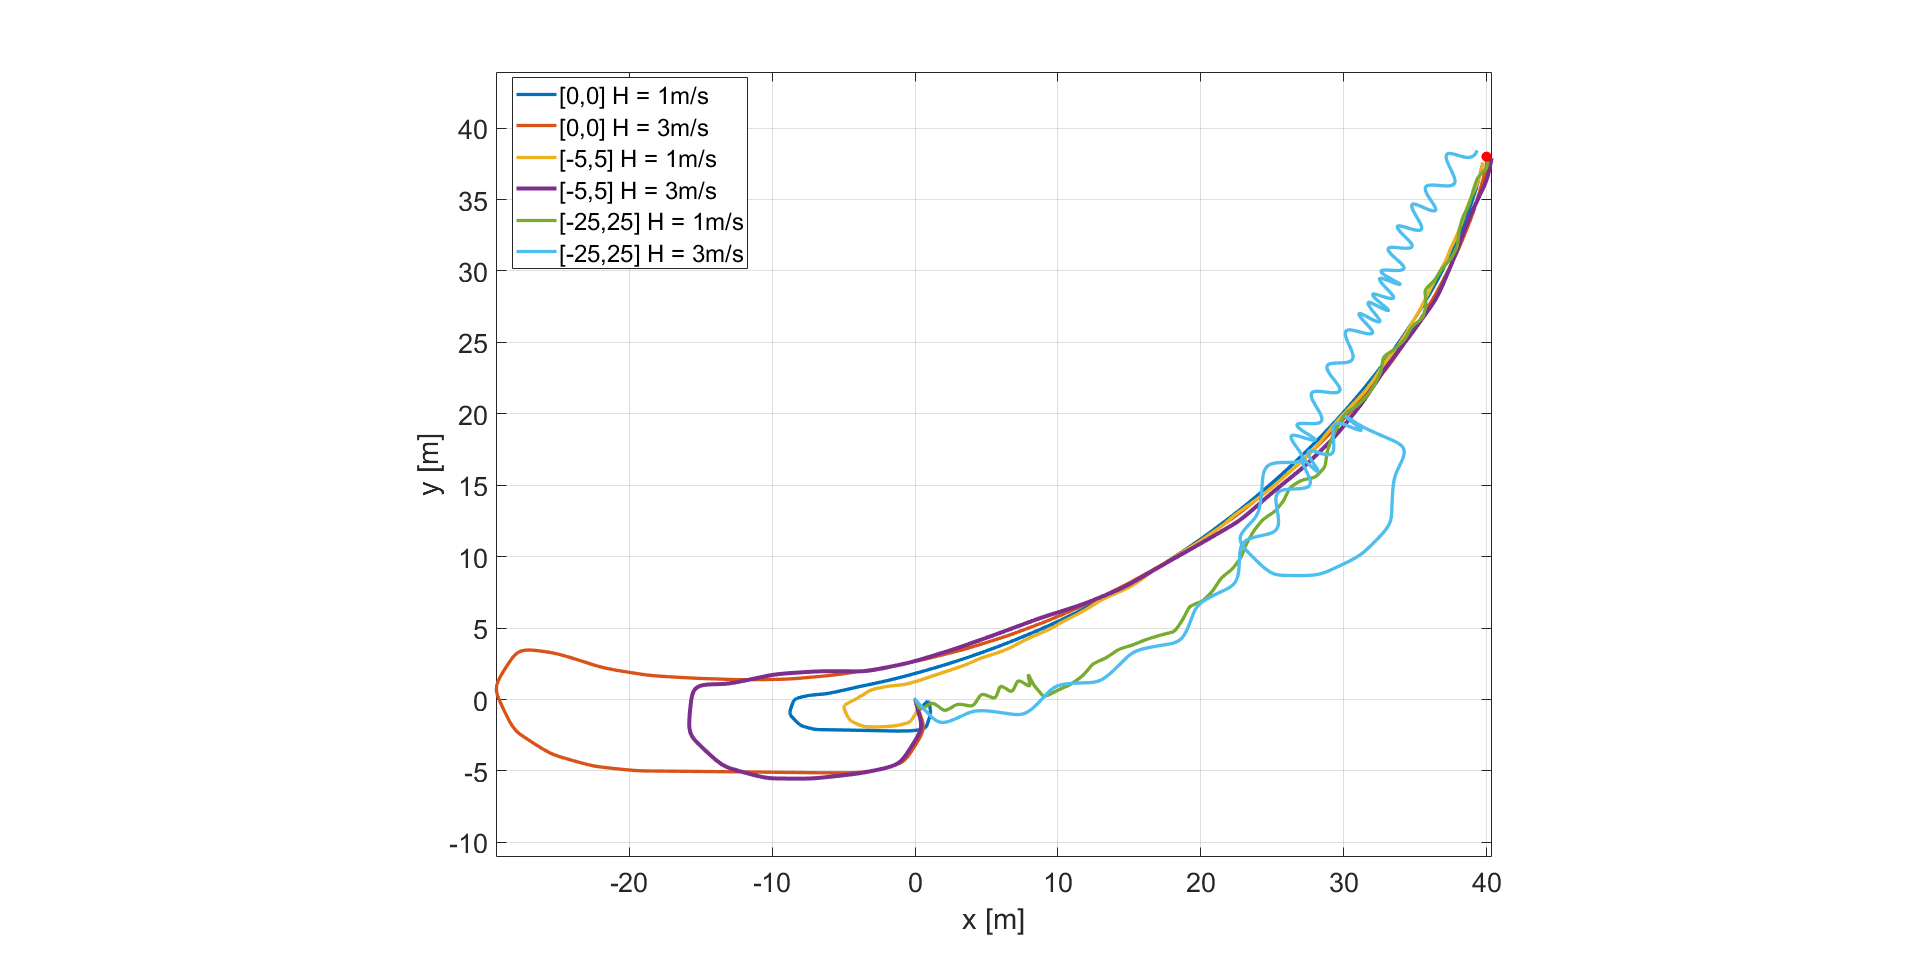 [0,0] H = 1m/s
[0,0] H = 3m/s
[-5,5] H = 1m/s
[-5,5] H = 3m/s
[-25,25] H = 1m/s
[-25,25] H = 3m/s
40
35
30
25
20
15
10
5
0
-5
-10
y [m]
-20 -10 0 10 20 30 40
x [m]